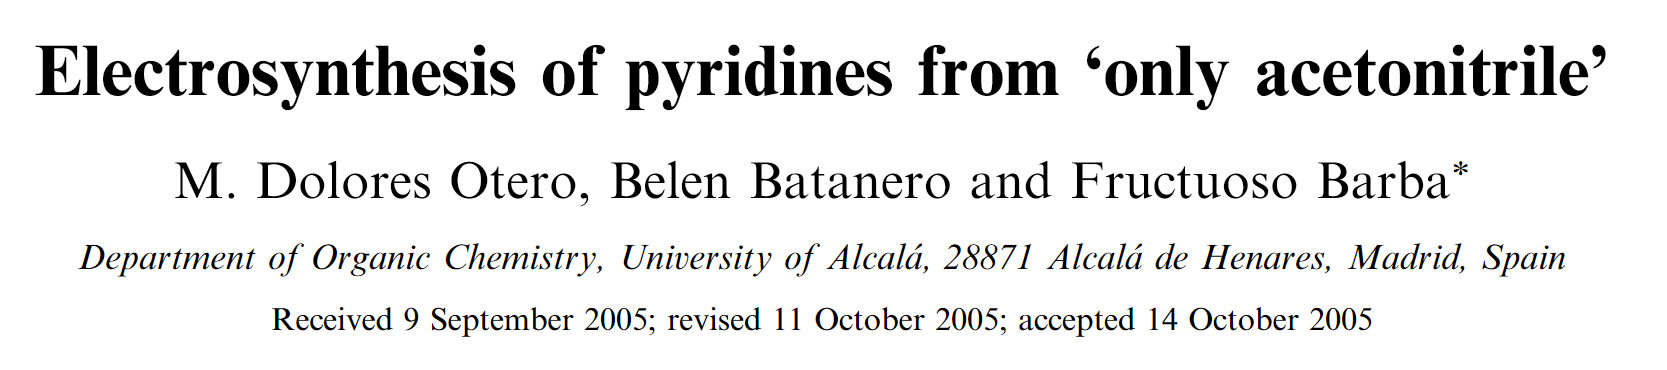 Electrosynthesis of pyridines from ‘only acetonitrile’
M. Dolores Otero, Belen Batanero and Fructuoso Barba*
Department of Organic Chemistry, University of Alcalá, 28871 Alcalá de Henares, Madrid, Spain
Received 9 September 2005; revised 11 October 2005; accepted 14 October 2005